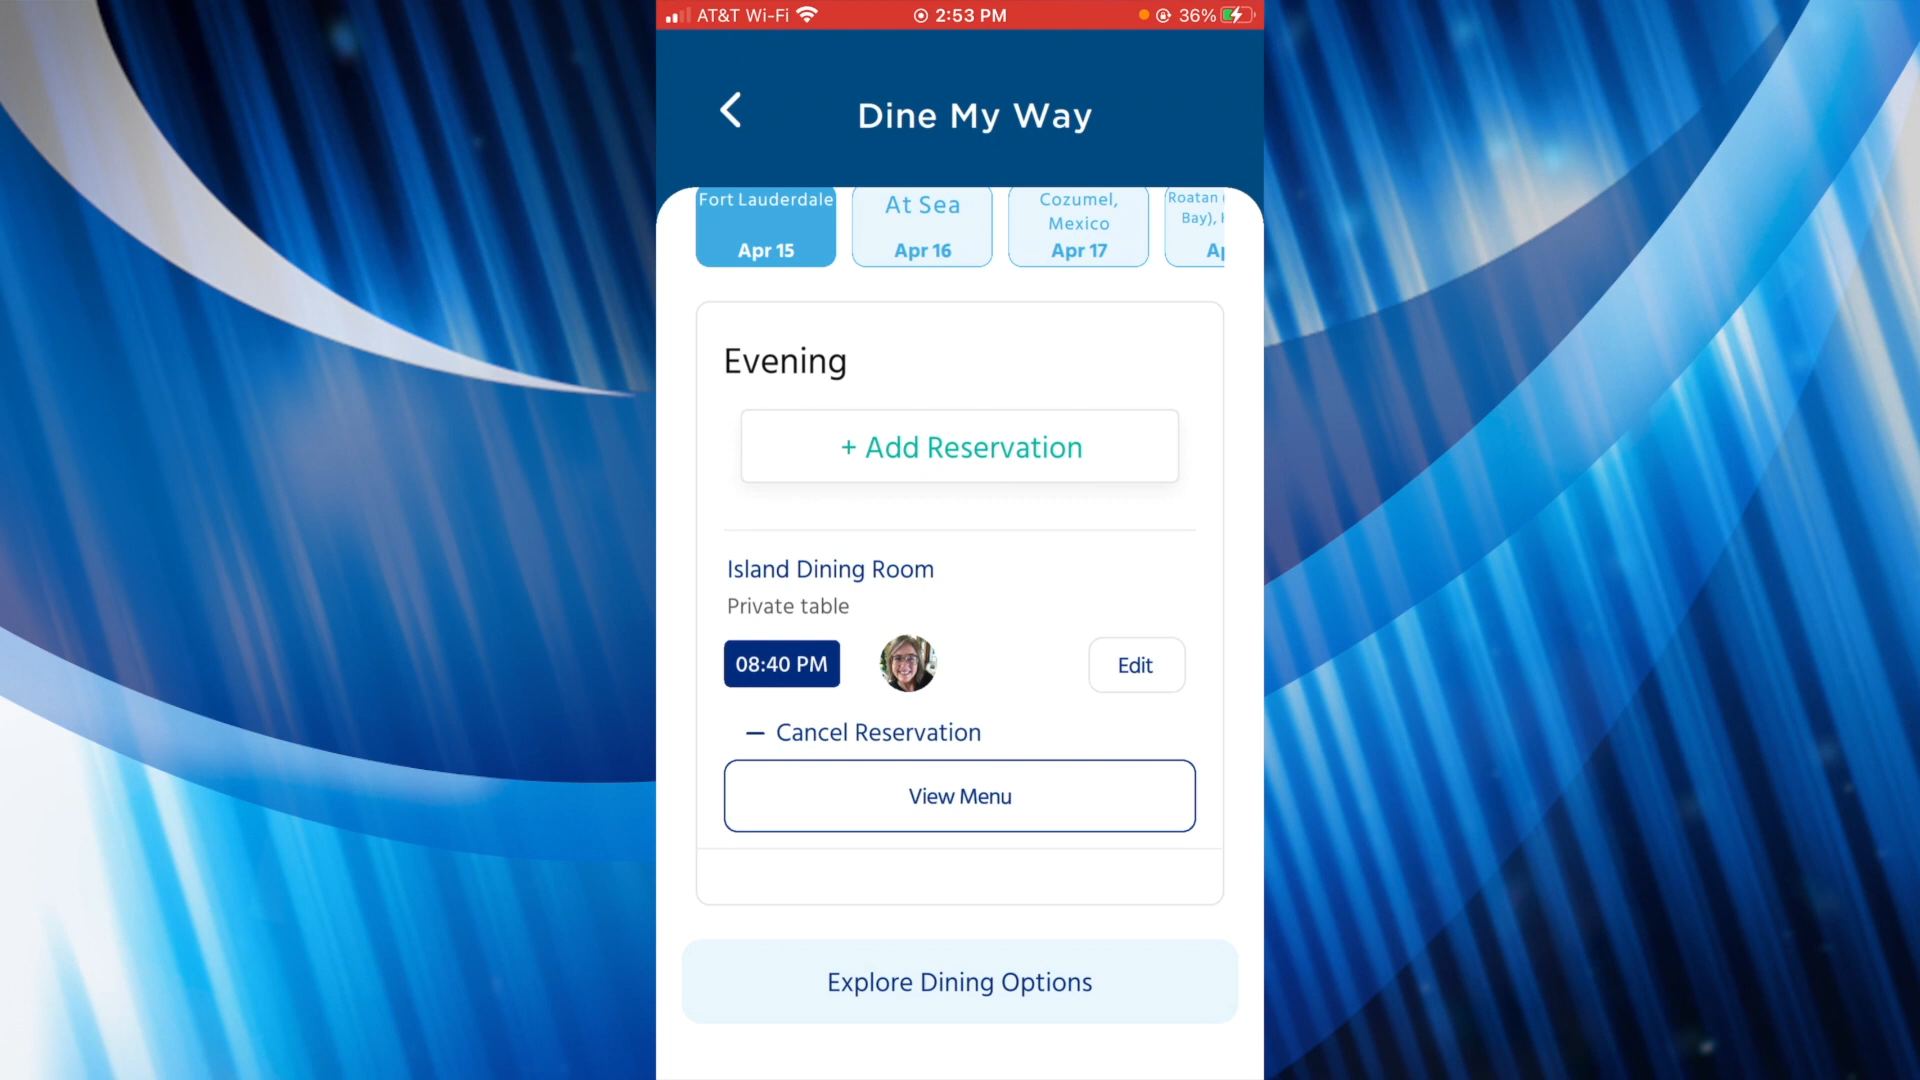 AT&T Wi-Fi 2:53 PM 36%
Dine My Way
Fort Lauderdale
Apr 15
At Sea
Apr 16
Cozumel,
Mexico
Apr 17
Roatan
Bay),
Evening
+ Add Reservation
Island Dining Room
Private table
08:40 PM
Edit
— Cancel Reservation
View Menu
Explore Dining Options